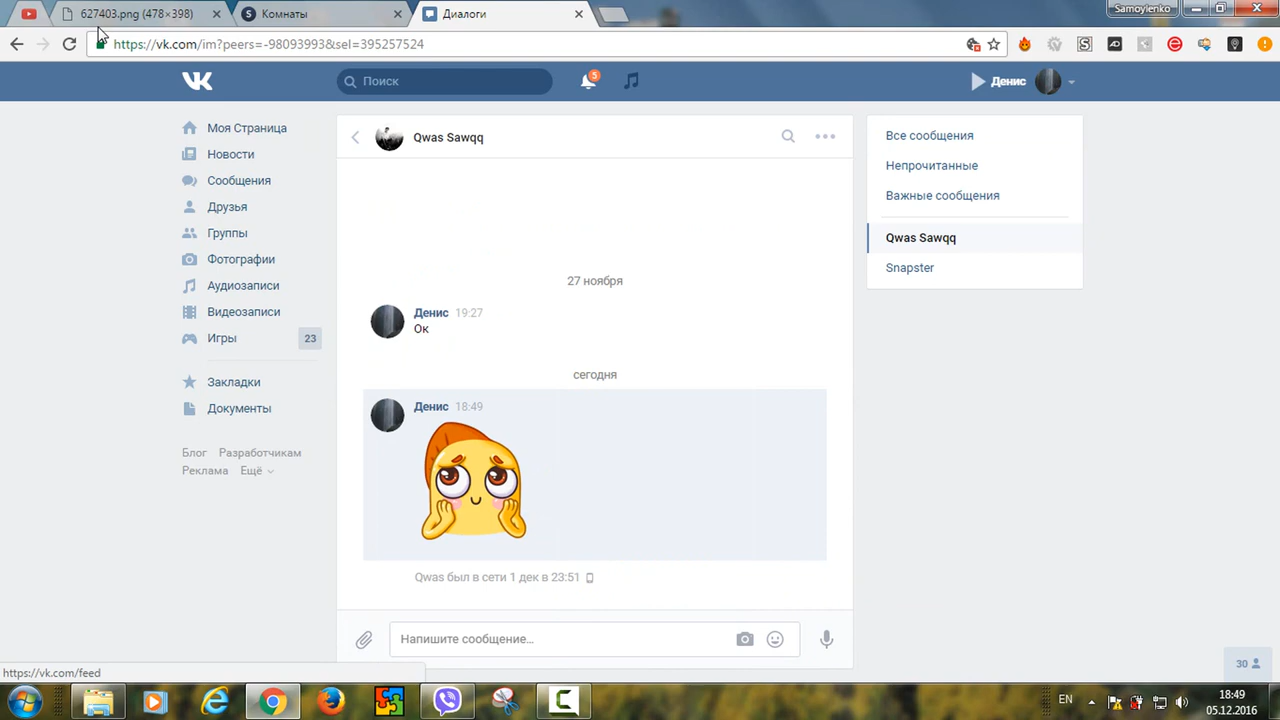 627403.png (478×398)
Комнаты
Диалоги
Samoylenko
https://vk.com/im?peers=-98093993&sel=395257524
Поиск
5
Денис
Моя Страница
Новости
Сообщения
Друзья
Группы
Фотографии
Аудиозаписи
Видеозаписи
Игры
23
Закладки
Документы
Блог Разработчикам
Реклама Ещё
Qwas Sawqq
27 ноября
Денис 19:27
Ок
сегодня
Денис 18:49
Qwas был в сети 1 дек в 23:51
Напишите сообщение...
Все сообщения
Непрочитанные
Важные сообщения
Qwas Sawqq
Snapster
30
https://vk.com/feed
EN
18:49
05.12.2016